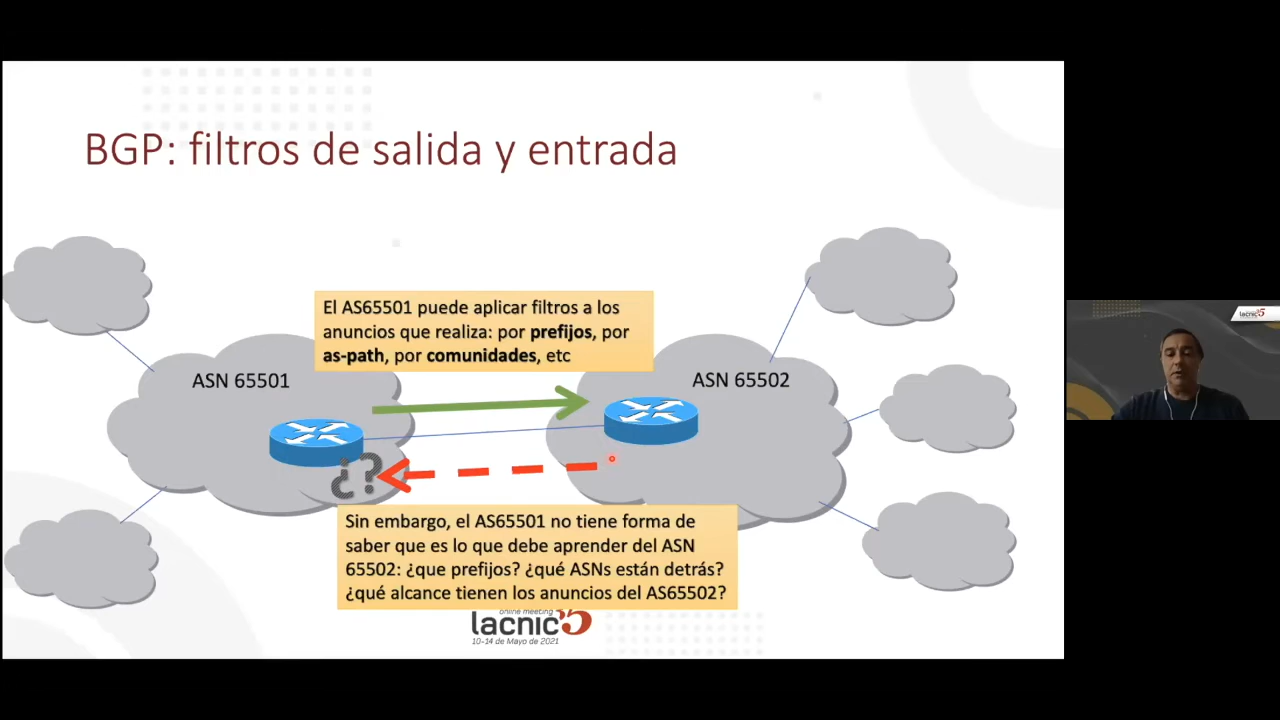 BGP: filtros de salida y entrada
El AS65501 puede aplicar filtros a los
anuncios que realiza: por prefijos, por
as-path, por comunidades, etc
ASN 65501
ASN 65502
¿?
Sin embargo, el AS65501 no tiene forma de
saber que es lo que debe aprender del ASN
65502: ¿que prefijos? ¿qué ASNs están detrás?
¿qué alcance tienen los anuncios del AS65502?
online meeting
lacnic35
10-14 de Mayo de 2021
lacnic35